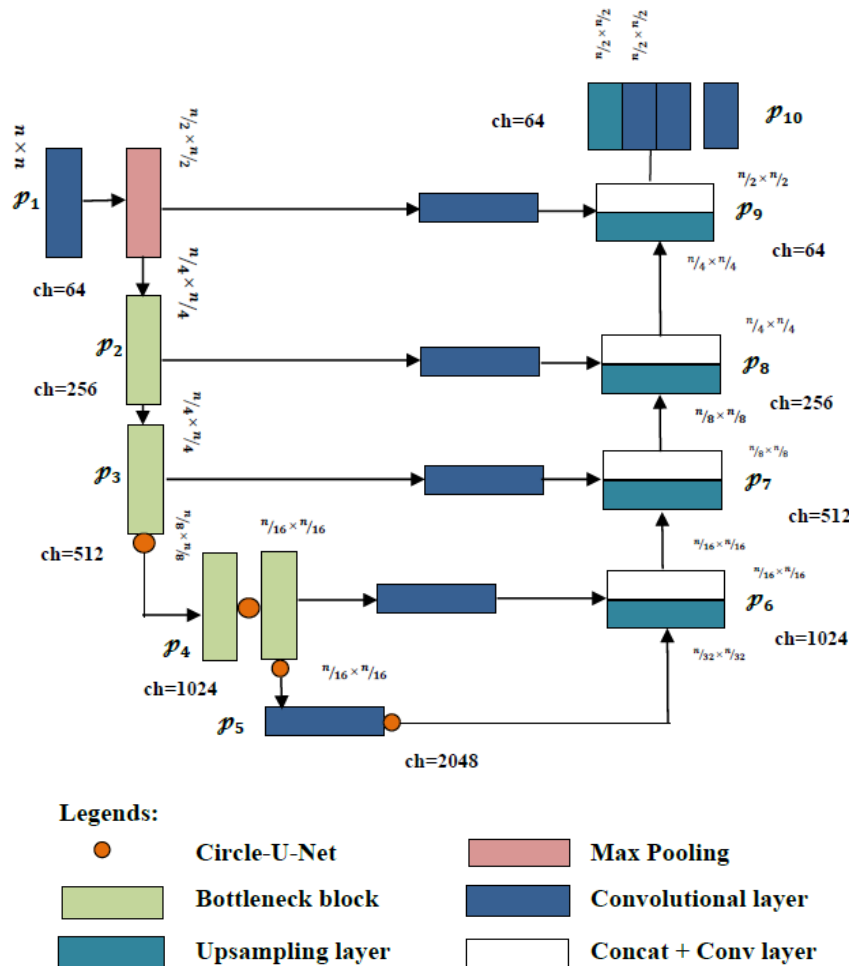 n/2 × n/2
n/2 × n/2
ch=64
𝓅10
n × n
n/2 × n/2
𝓅1
n/2 × n/2
𝓅9
ch=64
n/4 × n/4
n/4 × n/4
ch=64
n/4 × n/4
𝓅2
𝓅8
ch=256
ch=256
n/4 × n/4
n/8 × n/8
n/8 × n/8
𝓅3
𝓅7
ch=512
ch=512
n/8 × n/8
n/16 × n/16
n/16 × n/16
n/16 × n/16
𝓅6
𝓅4
ch=1024
n/32 × n/32
n/16 × n/16
ch=1024
𝓅5
ch=2048
Legends:
Circle-U-Net
Max Pooling
Bottleneck block
Convolutional layer
Upsampling layer
Concat + Conv layer